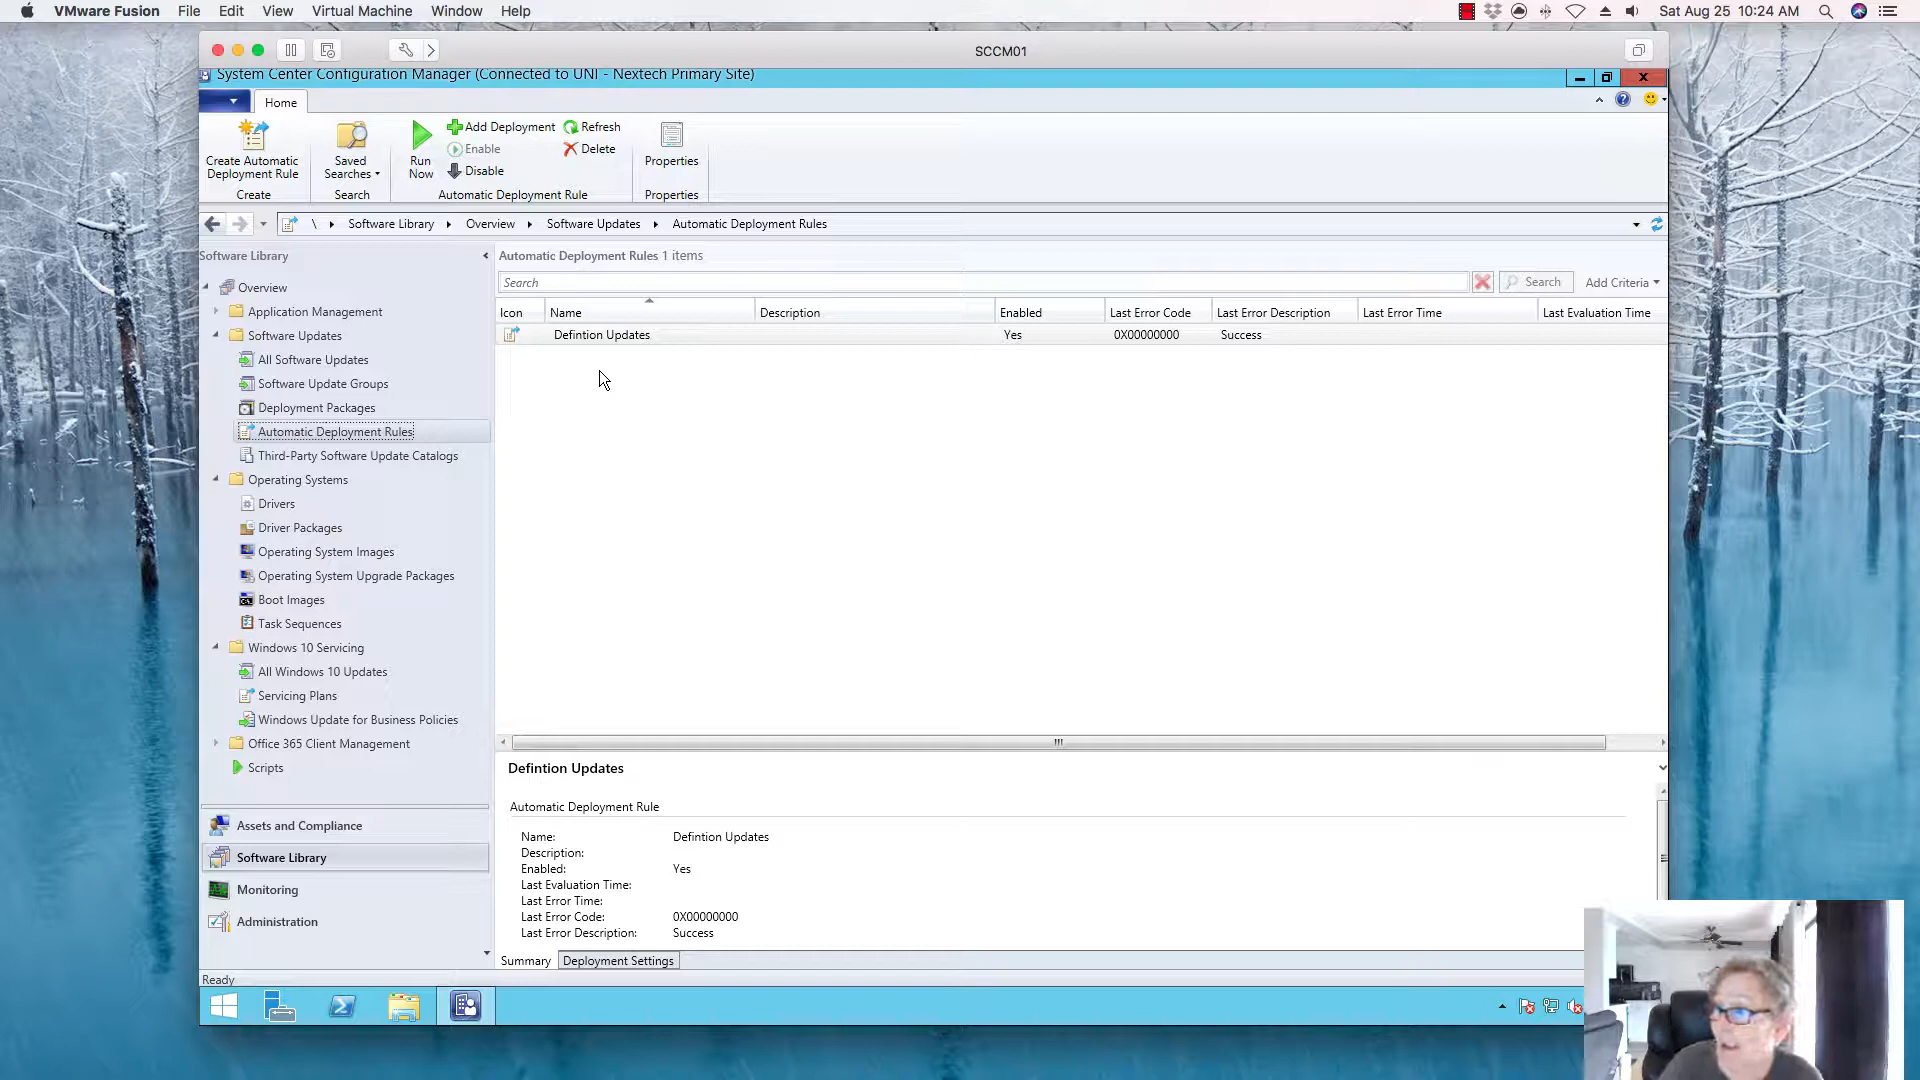 VMware Fusion File Edit View Virtual Machine Window Help Sat Aug 25 10:24 AM
SCCM01
System Center Configuration Manager (Connected to UNI - Nextech Primary Site)
Home
Create Automatic Deployment Rule
Saved Searches
Run Now
Add Deployment
Enable
Disable
Refresh
Delete
Properties
Create
Search
Automatic Deployment Rule
Properties
\ Software Library Overview Software Updates Automatic Deployment Rules
Software Library
Overview
Application Management
Software Updates
All Software Updates
Software Update Groups
Deployment Packages
Automatic Deployment Rules
Third-Party Software Update Catalogs
Operating Systems
Drivers
Driver Packages
Operating System Images
Operating System Upgrade Packages
Boot Images
Task Sequences
Windows 10 Servicing
All Windows 10 Updates
Servicing Plans
Windows Update for Business Policies
Office 365 Client Management
Scripts
Assets and Compliance
Software Library
Monitoring
Administration
Automatic Deployment Rules 1 items
Search Search Add Criteria
Icon Name Description Enabled Last Error Code Last Error Description Last Error Time Last Evaluation Time
Defintion Updates Yes 0X00000000 Success
Defintion Updates
Automatic Deployment Rule
Name: Defintion Updates
Description:
Enabled: Yes
Last Evaluation Time:
Last Error Time:
Last Error Code: 0X00000000
Last Error Description: Success
Summary Deployment Settings
Ready